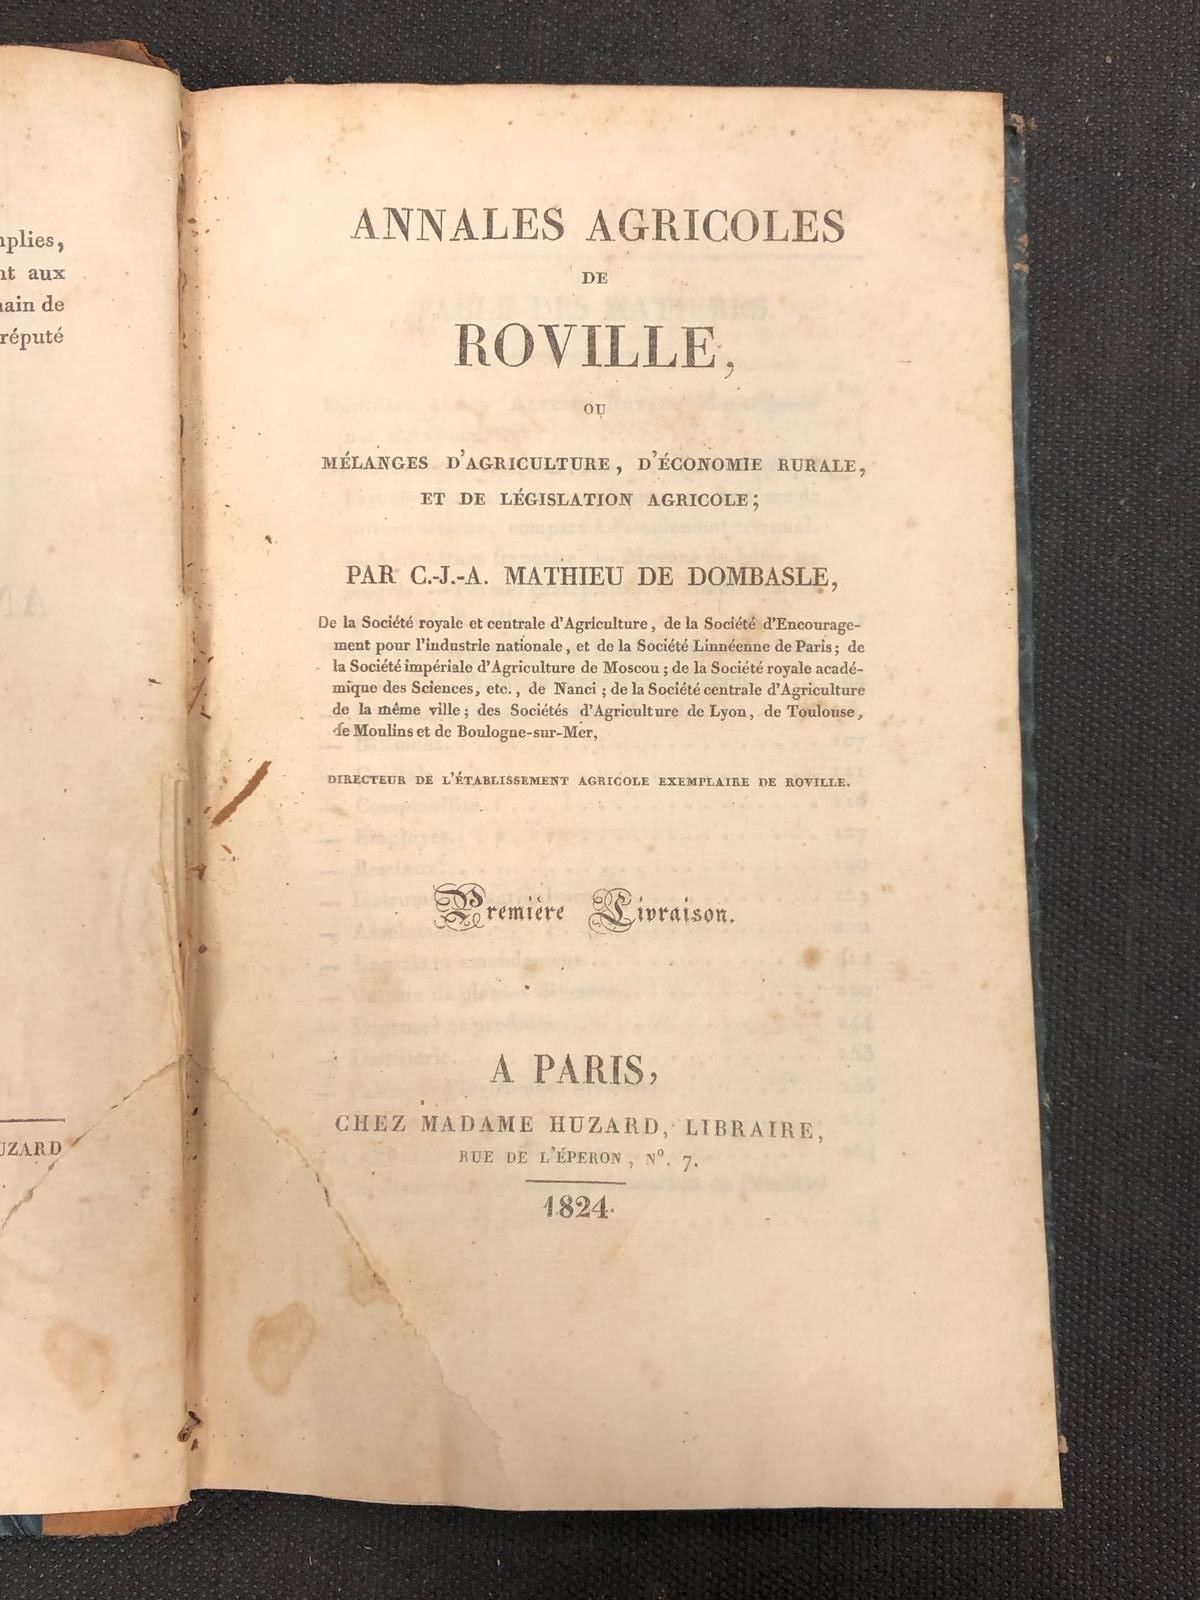 mplies,
nt aux
main de
réputé
UZARD
ANNALES AGRICOLES
DE
ROVILLE,
OU
MÉLANGES D'AGRICULTURE, D'ÉCONOMIE RURALE,
ET DE LÉGISLATION AGRICOLE;
PAR C.-J.-A. MATHIEU DE DOMBASLE,
De la Société royale et centrale d'Agriculture, de la Société d'Encourage-
ment pour l'industrie nationale, et de la Société Linnéenne de Paris; de
la Société impériale d'Agriculture de Moscou; de la Société royale acadé-
mique des Sciences, etc., de Nanci; de la Société centrale d'Agriculture
de la même ville; des Sociétés d'Agriculture de Lyon, de Toulouse,
de Moulins et de Boulogne-sur-Mer,
DIRECTEUR DE L'ÉTABLISSEMENT AGRICOLE EXEMPLAIRE DE ROVILLE.
Première Livraison.
A PARIS,
CHEZ MADAME HUZARD, LIBRAIRE,
RUE DE L'ÉPERON, Nº. 7.
1824.